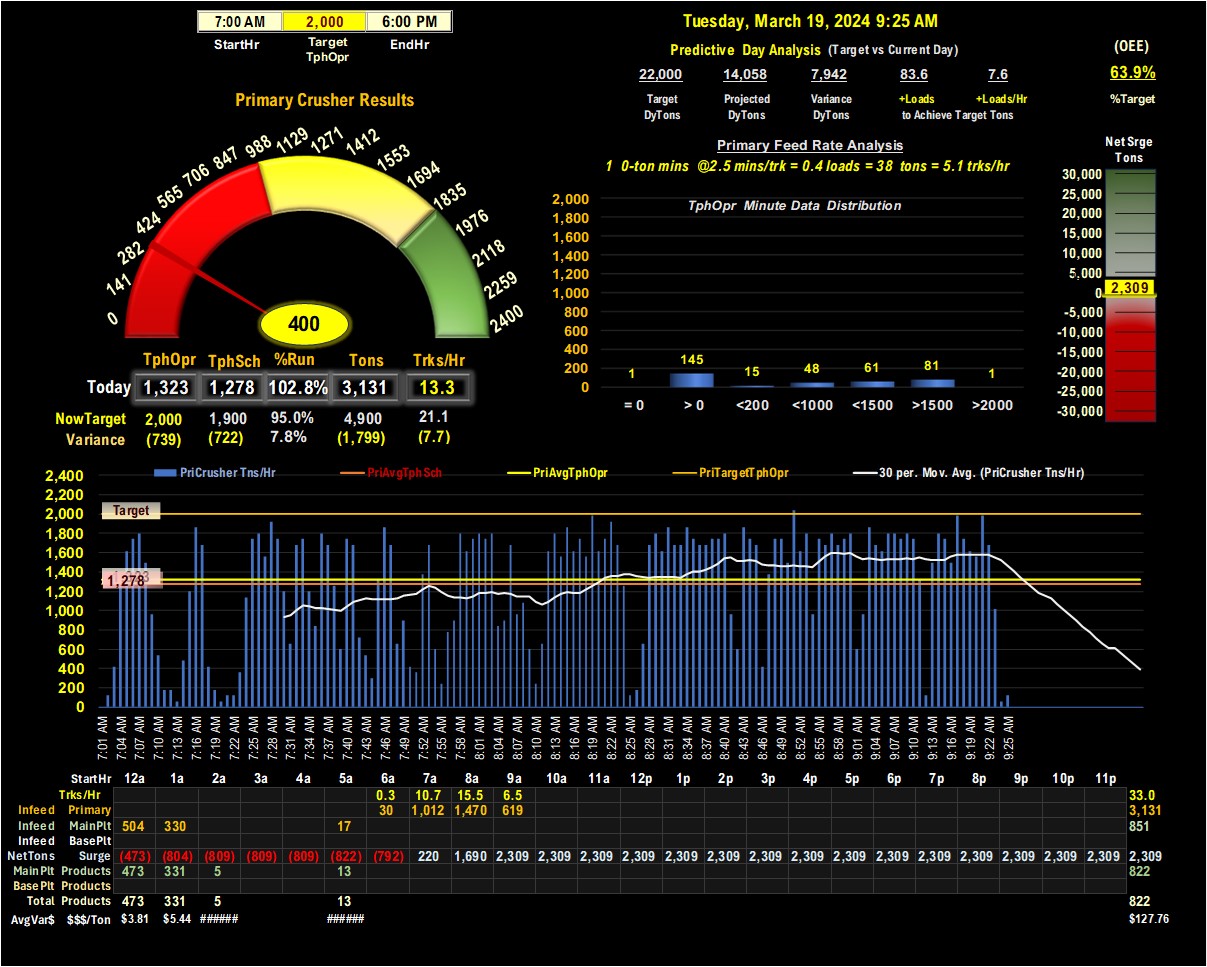 7:00 AM 2,000 6:00 PM
StartHr Target TphOpr EndHr
Tuesday, March 19, 2024 9:25 AM
Predictive Day Analysis (Target vs Current Day)
(OEE)
22,000 14,058 7,942 83.6 7.6
63.9%
Target DyTons Projected DyTons Variance DyTons +Loads +Loads/Hr to Achieve Target Tons
%Target
Primary Crusher Results
0 141 282 424 565 706 847 988 1129 1271 1412 1553 1694 1835 1976 2118 2259 2400
400
TphOpr TphSch %Run Tons Trks/Hr
Today 1,323 1,278 102.8% 3,131 13.3
NowTarget 2,000 1,900 95.0% 4,900 21.1
Variance (739) (722) 7.8% (1,799) (7.7)
Primary Feed Rate Analysis
1 0-ton mins @2.5 mins/trk = 0.4 loads = 38 tons = 5.1 trks/hr
TphOpr Minute Data Distribution
2,000
1,800
1,600
1,400
1,200
1,000
800
600
400
200
0
1 145 15 48 61 81 1
= 0 > 0 <200 <1000 <1500 >1500 >2000
Net Srge
Tons
30,000
25,000
20,000
15,000
10,000
5,000
0 2,309
-5,000
-10,000
-15,000
-20,000
-25,000
-30,000
PriCrusher Tns/Hr PriAvgTphSch PriAvgTphOpr PriTargetTphOpr 30 per. Mov. Avg. (PriCrusher Tns/Hr)
2,400
2,200
2,000
1,800
1,600
1,400
1,200
1,000
800
600
400
200
0
Target
1,278
7:01 AM 7:04 AM 7:07 AM 7:10 AM 7:13 AM 7:16 AM 7:19 AM 7:22 AM 7:25 AM 7:28 AM 7:31 AM 7:34 AM 7:37 AM 7:40 AM 7:43 AM 7:46 AM 7:49 AM 7:52 AM 7:55 AM 7:58 AM 8:01 AM 8:04 AM 8:07 AM 8:10 AM 8:13 AM 8:16 AM 8:19 AM 8:22 AM 8:25 AM 8:28 AM 8:31 AM 8:34 AM 8:37 AM 8:40 AM 8:43 AM 8:46 AM 8:49 AM 8:52 AM 8:55 AM 8:58 AM 9:01 AM 9:04 AM 9:07 AM 9:10 AM 9:13 AM 9:16 AM 9:19 AM 9:22 AM 9:25 AM
StartHr 12a 1a 2a 3a 4a 5a 6a 7a 8a 9a 10a 11a 12p 1p 2p 3p 4p 5p 6p 7p 8p 9p 10p 11p
Trks/Hr 0.3 10.7 15.5 6.5 33.0
Infeed Primary 30 1,012 1,470 619 3,131
Infeed MainPlt 504 330 17 851
Infeed BasePlt
NetTons Surge (473) (804) (809) (809) (809) (822) (792) 220 1,690 2,309 2,309 2,309 2,309 2,309 2,309 2,309 2,309 2,309 2,309 2,309 2,309 2,309 2,309 2,309 2,309
MainPlt Products 473 331 5 13 822
BasePlt Products
Total Products 473 331 5 13 822
AvgVar$ $$$/Ton $3.81 $5.44 ###### ###### $127.76